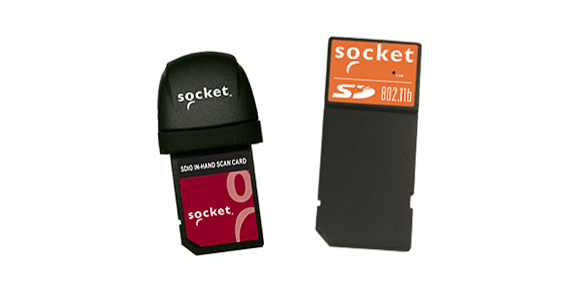 socket
SDIO IN-HAND SCAN CARD
socket
socket
SD 802.11b